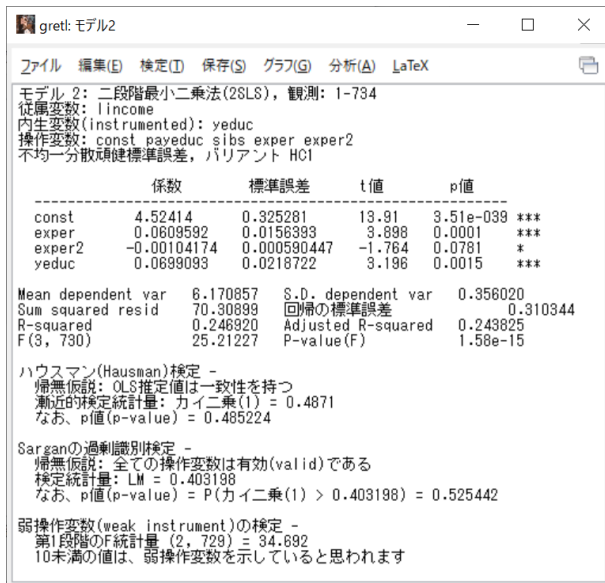 gretl: モデル2
ファイル 編集(E) 検定(T) 保存(S) グラフ(G) 分析(A) LaTeX
モデル 2: 二段階最小二乗法(2SLS), 観測: 1-734
従属変数: lincome
内生変数(instrumented): yeduc
操作変数: const payeduc sibs exper exper2
不均一分散頑健標準誤差, バリアント HC1
係数 標準誤差 t値 p値
const 4.52414 0.325281 13.91 3.51e-039 ***
exper 0.0609592 0.0156393 3.898 0.0001 ***
exper2 -0.00104174 0.000590447 -1.764 0.0781 *
yeduc 0.0699093 0.0218722 3.196 0.0015 ***
Mean dependent var 6.170857 S.D. dependent var 0.356020
Sum squared resid 70.30899 回帰の標準誤差 0.310344
R-squared 0.246920 Adjusted R-squared 0.243825
F(3, 730) 25.21227 P-value(F) 1.58e-15
ハウスマン(Hausman)検定 -
帰無仮説: OLS推定値は一致性を持つ
漸近的検定統計量: カイ二乗(1) = 0.4871
なお、p値(p-value) = 0.485224
Sarganの過剰識別検定 -
帰無仮説: 全ての操作変数は有効(valid)である
検定統計量: LM = 0.403198
なお、p値(p-value) = P(カイ二乗(1) > 0.403198) = 0.525442
弱操作変数(weak instrument)の検定 -
第1段階のF統計量 (2, 729) = 34.692
10未満の値は、弱操作変数を示していると思われます